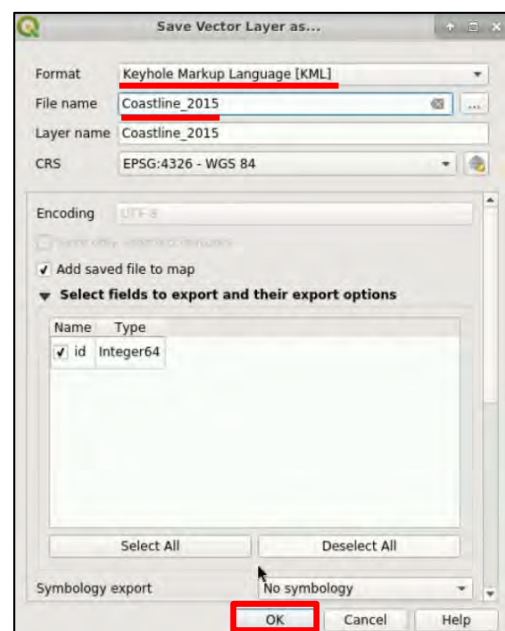 Save Vector Layer as...
Format Keyhole Markup Language [KML]
File name Coastline_2015 ...
Layer name Coastline_2015
CRS EPSG:4326 - WGS 84
Encoding UTF-8
Add saved file to map
Select fields to export and their export options
Name Type
id Integer64
Select All Deselect All
Symbology export No symbology
OK Cancel Help